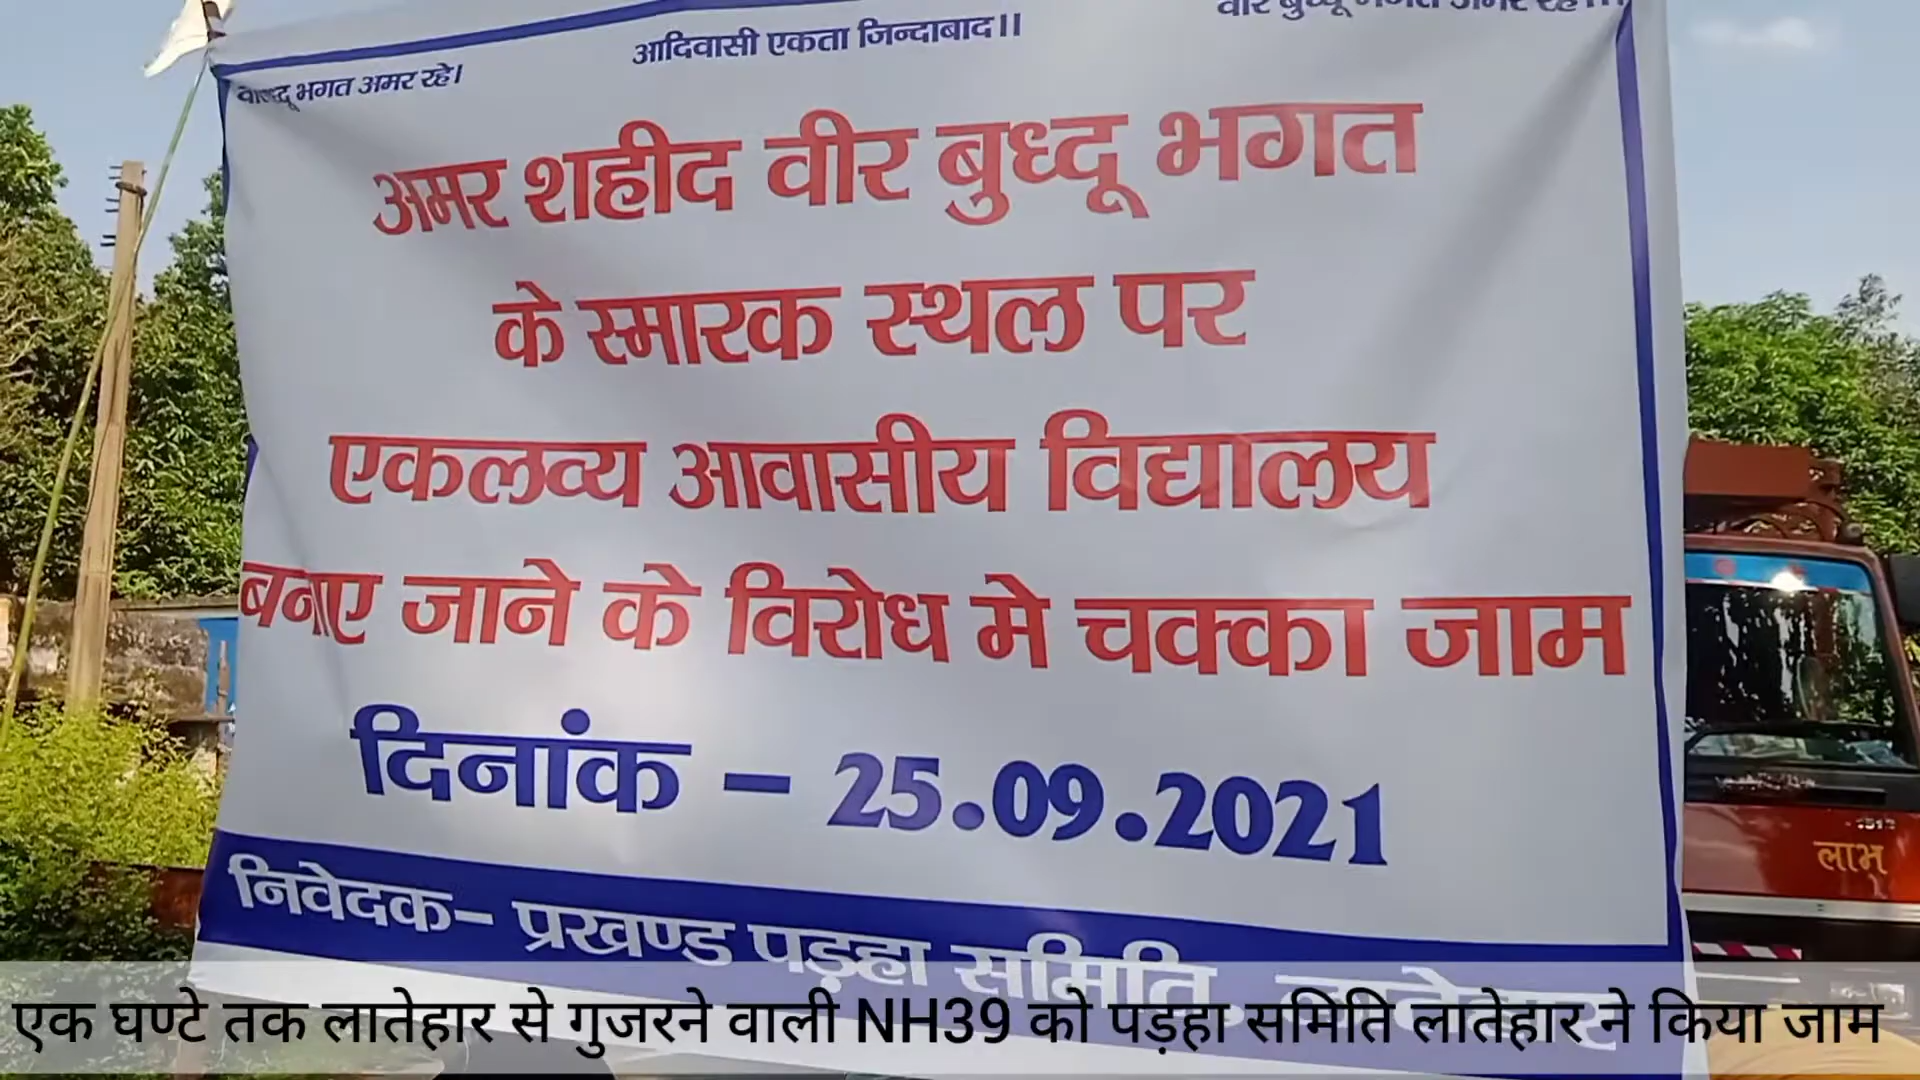 आदिवासी एकता जिन्दाबाद।।
वीर बुध्दू भगत अमर रहे।।।
भगत अमर रहे।
अमर शहीद वीर बुध्दू भगत
के स्मारक स्थल पर
एकलव्य आवासीय विद्यालय
बनाए जाने के विरोध मे चक्का जाम
दिनांक – 25.09.2021
निवेदक– प्रखण्ड पड़हा समिति, लातेहार
लाभ
एक घण्टे तक लातेहार से गुजरने वाली NH39 को पड़हा समिति लातेहार ने किया जाम